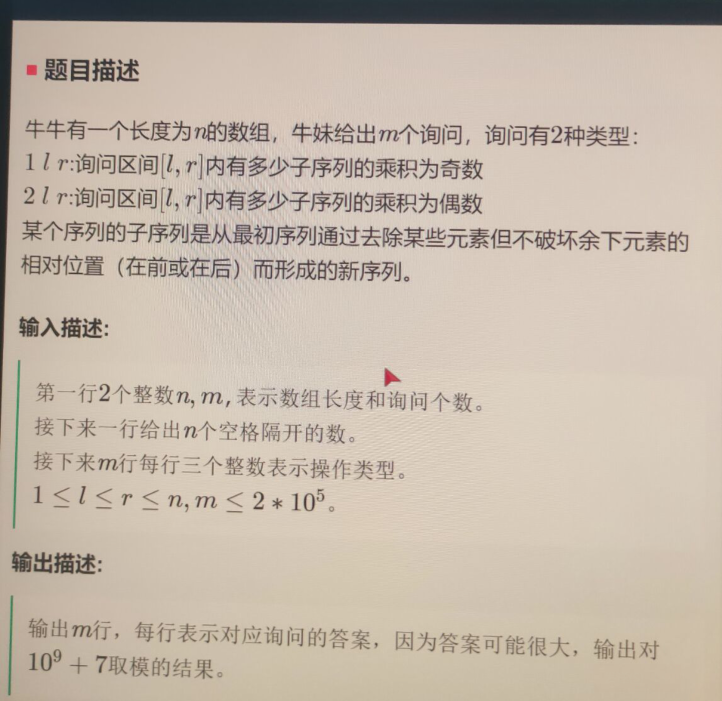 题目描述
牛牛有一个长度为n的数组，牛妹给出m个询问，询问有2种类型：
1 l r:询问区间[l, r]内有多少子序列的乘积为奇数
2 l r:询问区间[l, r]内有多少子序列的乘积为偶数
某个序列的子序列是从最初序列通过去除某些元素但不破坏余下元素的
相对位置（在前或在后）而形成的新序列。
输入描述:
第一行2个整数n, m, 表示数组长度和询问个数。
接下来一行给出n个空格隔开的数。
接下来m行每行三个整数表示操作类型。
1 ≤ l ≤ r ≤ n, m ≤ 2 * 10⁵。
输出描述:
输出m行，每行表示对应询问的答案，因为答案可能很大，输出对
10⁹ + 7取模的结果。